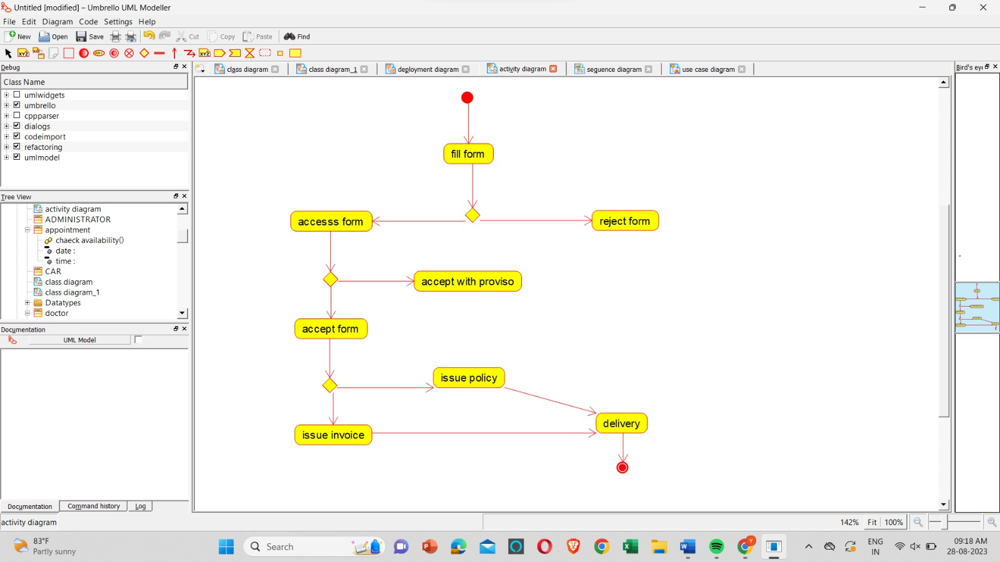 Untitled [modified] – Umbrello UML Modeller
File Edit Diagram Code Settings Help
New Open Save Cut Copy Paste Find
XYZ ABC XYZ
Debug
Class Name
umlwidgets
umbrello
cppparser
dialogs
codeimport
refactoring
umlmodel
Tree View
activity diagram
ADMINISTRATOR
appointment
chaeck availability()
date :
time :
CAR
class diagram
class diagram_1
Datatypes
doctor
Documentation
UML Model
Documentation Command history Log
activity diagram
class diagram class diagram_1 deployment diagram activity diagram sequence diagram use case diagram
Bird's eye
fill form
accesss form
reject form
accept with proviso
accept form
issue policy
delivery
issue invoice
142% Fit 100%
83°F
Partly sunny
Search
ENG
IN
09:18 AM
28-08-2023